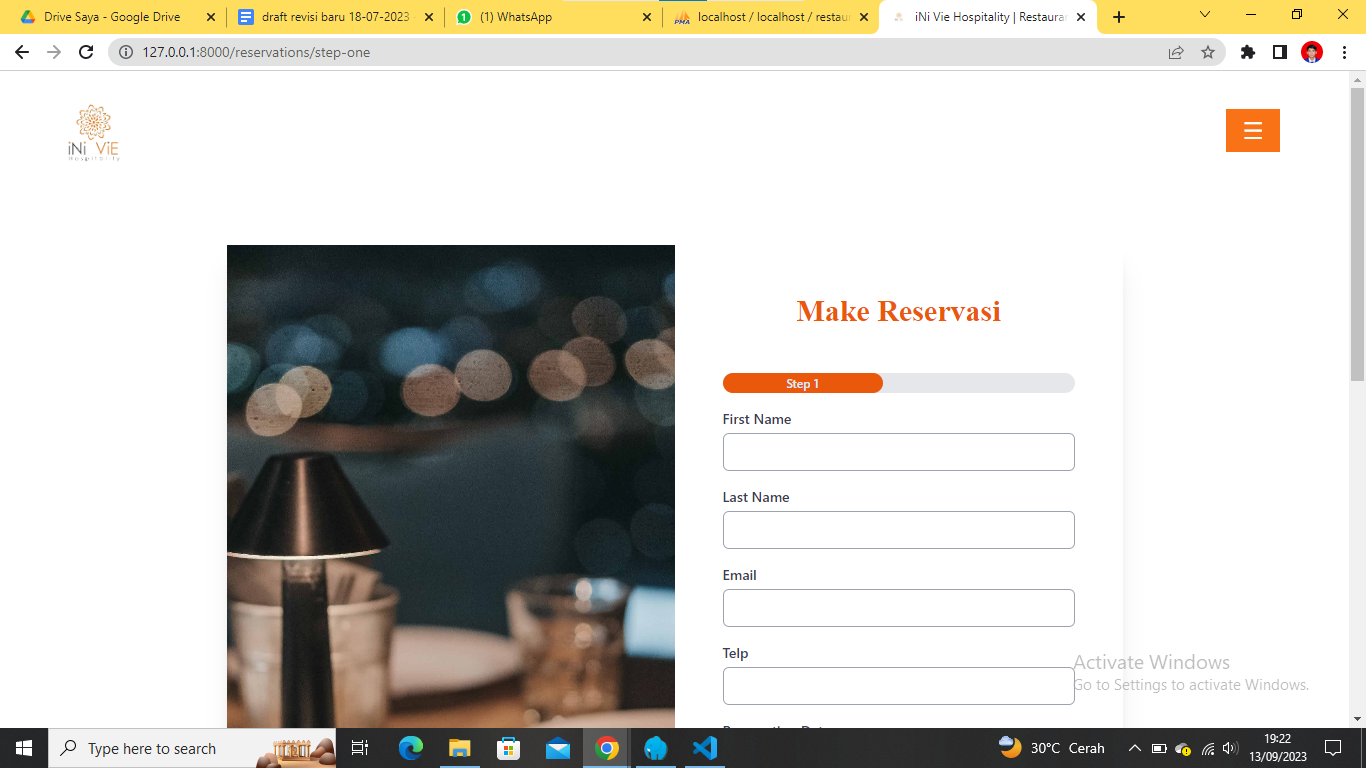 Drive Saya - Google Drive
draft revisi baru 18-07-2023
(1) WhatsApp
localhost / localhost / restau
iNi Vie Hospitality | Restaura
127.0.0.1:8000/reservations/step-one
iNi ViE
Hospitality
Make Reservasi
Step 1
First Name
Last Name
Email
Telp
Activate Windows
Go to Settings to activate Windows.
Type here to search
30°C Cerah
19:22
13/09/2023